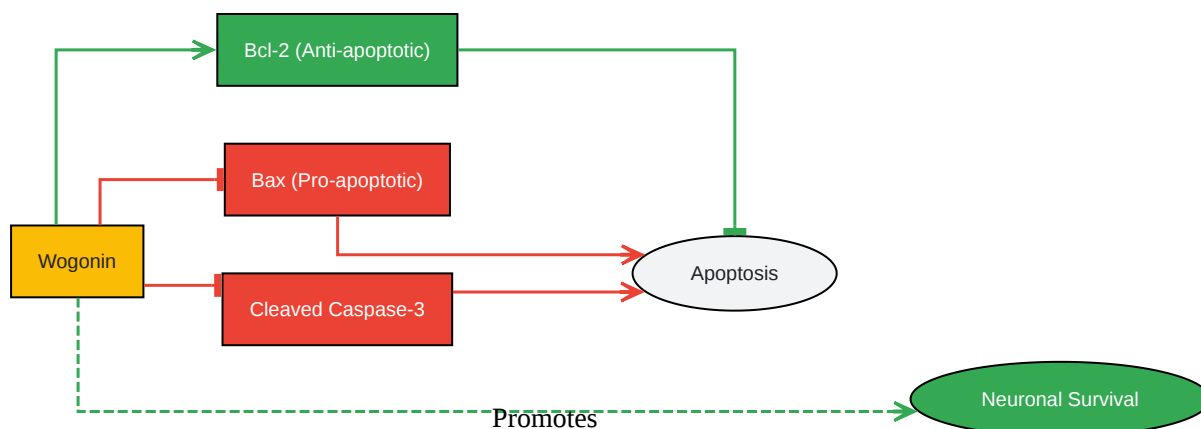 Bcl-2 (Anti-apoptotic)
Bax (Pro-apoptotic)
Wogonin
Apoptosis
Cleaved Caspase-3
Neuronal Survival
Promotes